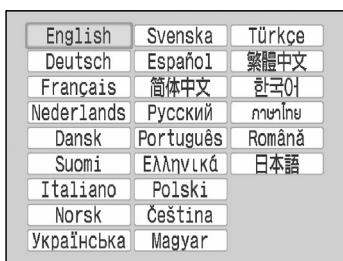 English Svenska Türkçe
Deutsch Español 繁體中文
Français 简体中文 한국어
Nederlands Русский ภาษาไทย
Dansk Português Română
Suomi Ελληνικά 日本語
Italiano Polski
Norsk Čeština
Українська Magyar